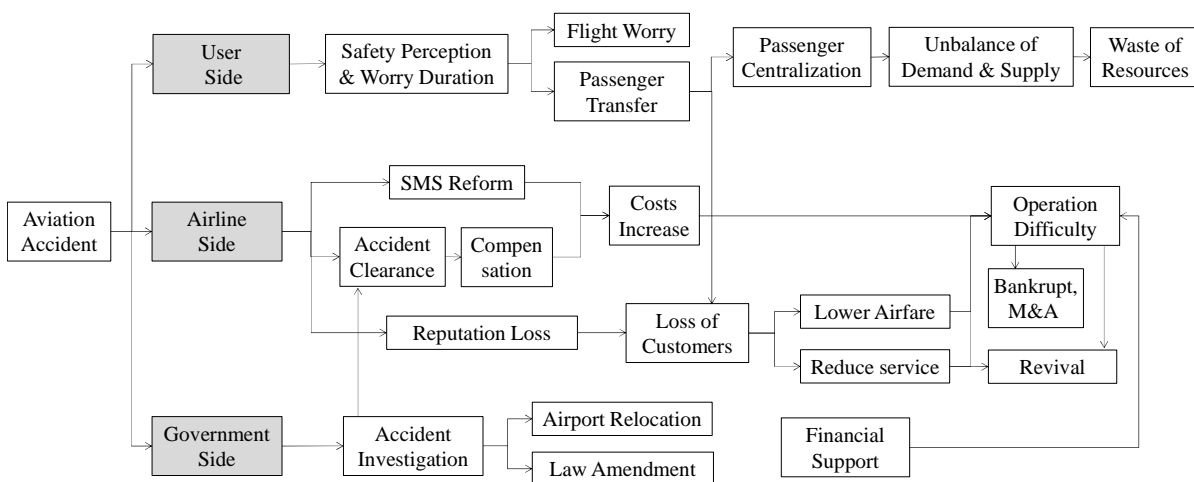 User
Side
Safety Perception
& Worry Duration
Flight Worry
Passenger
Transfer
Passenger
Centralization
Unbalance of
Demand & Supply
Waste of
Resources
Aviation
Accident
Airline
Side
SMS Reform
Accident
Clearance
Compen
sation
Costs
Increase
Operation
Difficulty
Bankrupt,
M&A
Reputation Loss
Loss of
Customers
Lower Airfare
Reduce service
Revival
Government
Side
Accident
Investigation
Airport Relocation
Law Amendment
Financial
Support